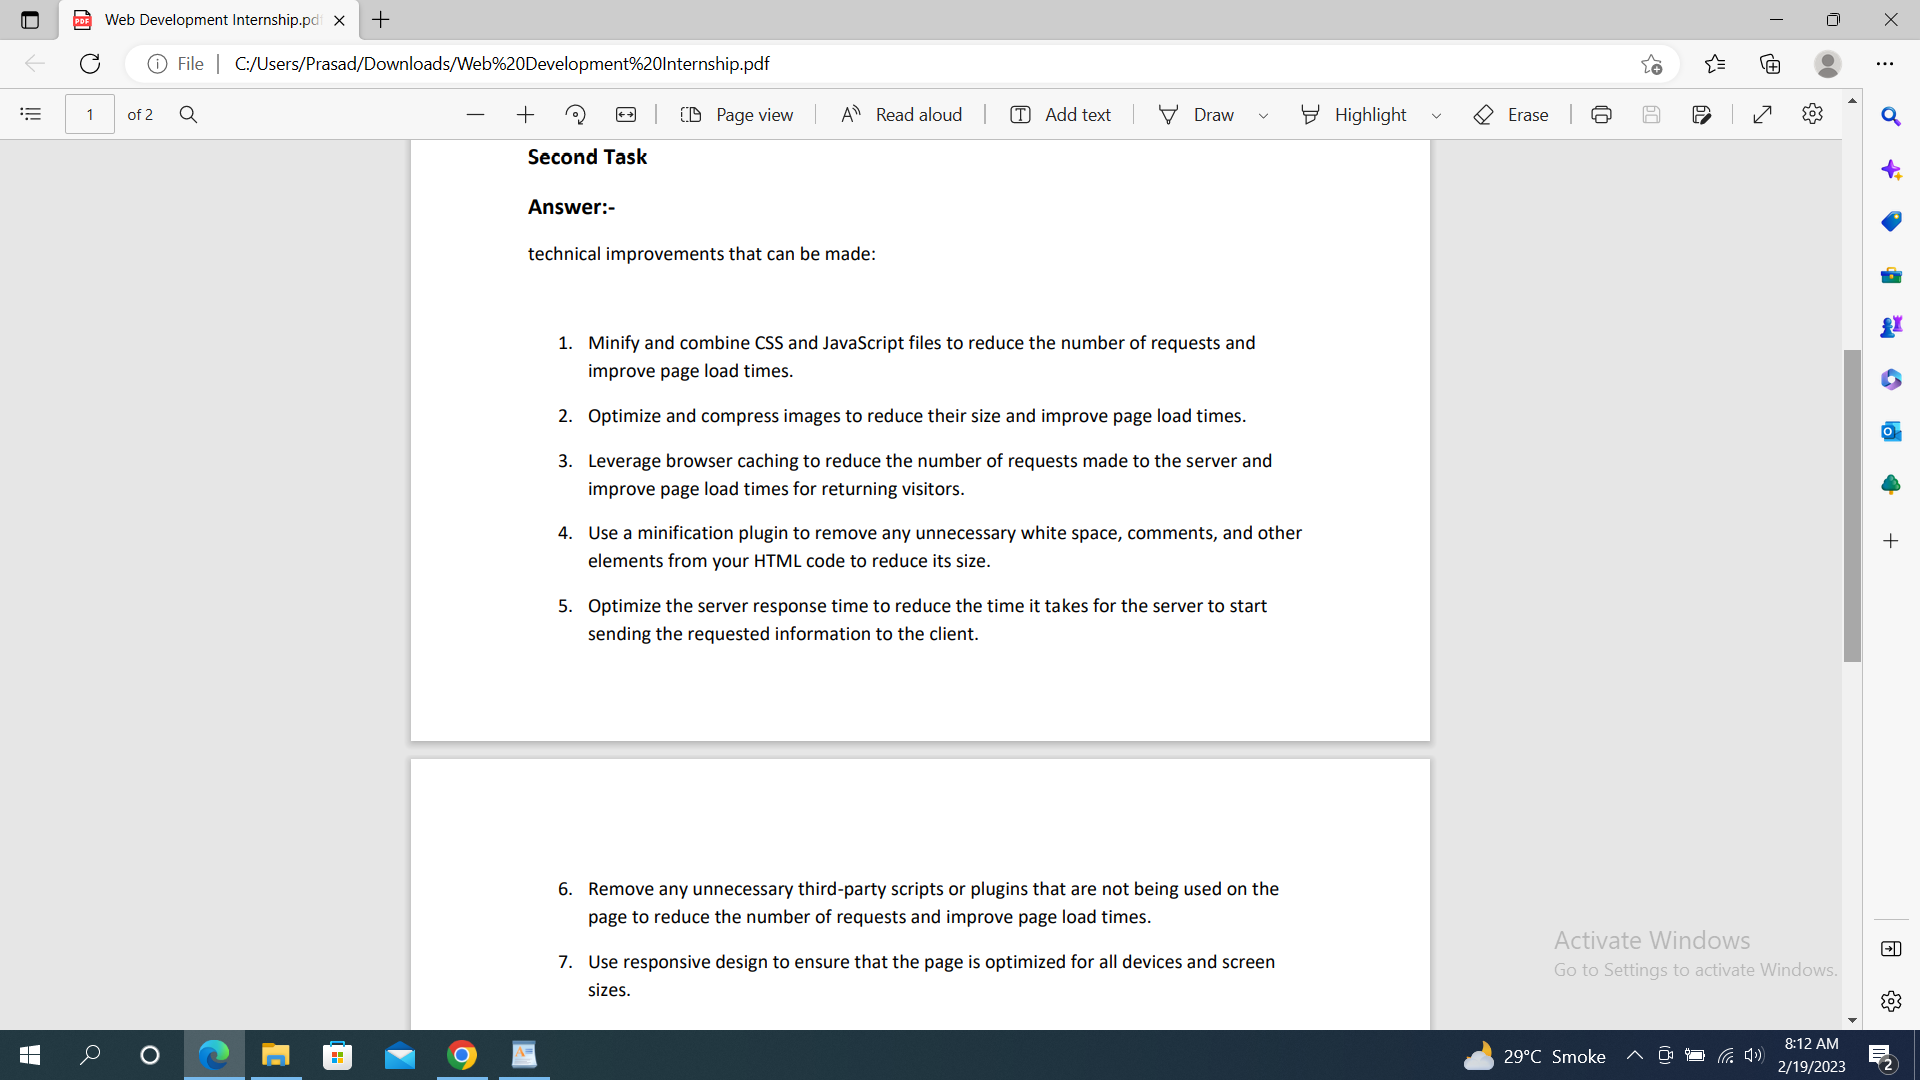 Web Development Internship.pdf
File
C:/Users/Prasad/Downloads/Web%20Development%20Internship.pdf
1 of 2
Page view
Read aloud
Add text
Draw
Highlight
Erase
Second Task
Answer:-
technical improvements that can be made:
1. Minify and combine CSS and JavaScript files to reduce the number of requests and
improve page load times.
2. Optimize and compress images to reduce their size and improve page load times.
3. Leverage browser caching to reduce the number of requests made to the server and
improve page load times for returning visitors.
4. Use a minification plugin to remove any unnecessary white space, comments, and other
elements from your HTML code to reduce its size.
5. Optimize the server response time to reduce the time it takes for the server to start
sending the requested information to the client.
6. Remove any unnecessary third-party scripts or plugins that are not being used on the
page to reduce the number of requests and improve page load times.
7. Use responsive design to ensure that the page is optimized for all devices and screen
sizes.
Activate Windows
Go to Settings to activate Windows.
29°C Smoke
8:12 AM
2/19/2023
2